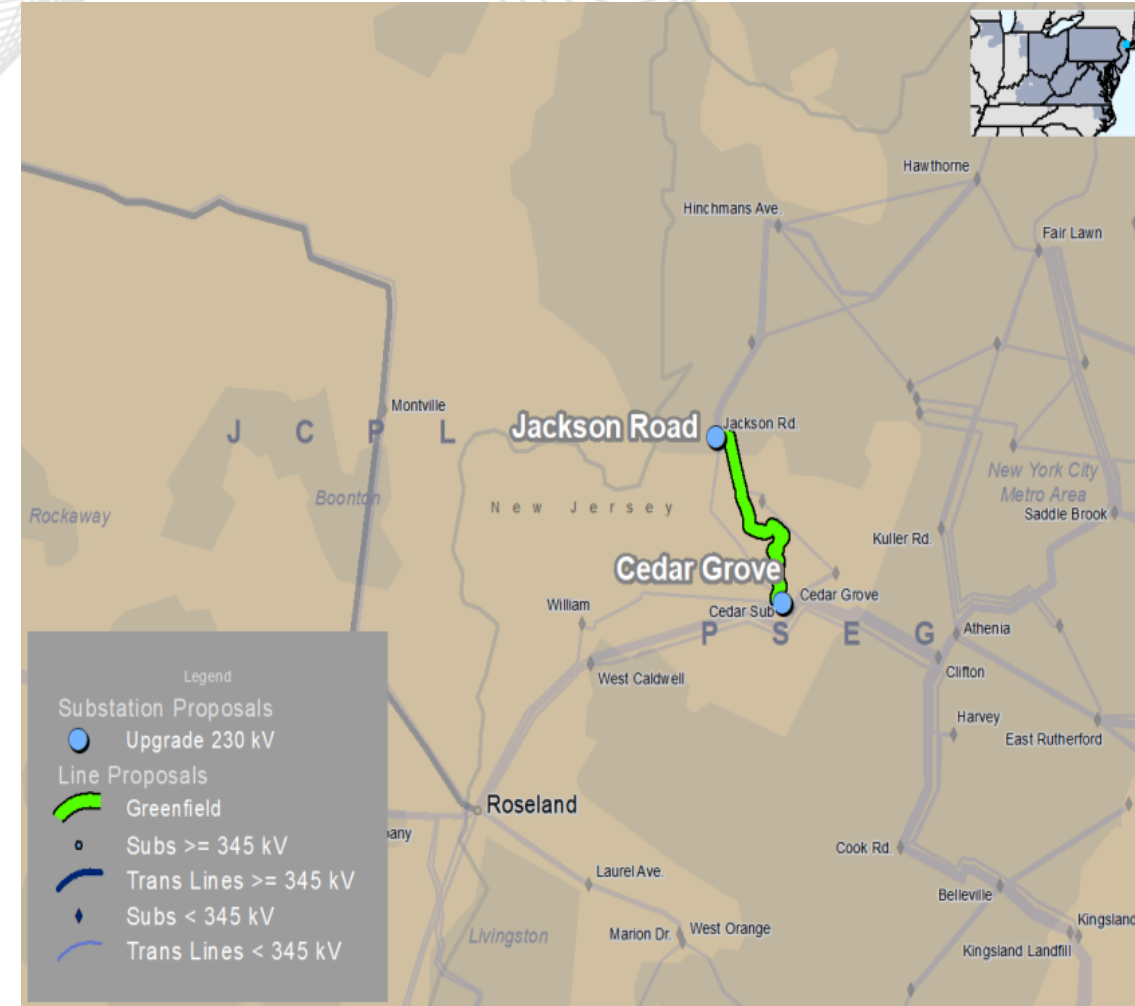 Hawthorne
Hinchmans Ave.
Fair Lawn
Montville
J C P L
Jackson Road
Jackson Rd.
New York City
Metro Area
Boonton
Rockaway
New Jersey
Saddle Brook
Kuller Rd.
Cedar Grove
Cedar Grove
William
Cedar Sub
P S E G
Athenia
Clifton
West Caldwell
Harvey
East Rutherford
Legend
Substation Proposals
Upgrade 230 kV
Line Proposals
Greenfield
Subs >= 345 kV
Trans Lines >= 345 kV
Subs < 345 kV
Trans Lines < 345 kV
Roseland
any
Cook Rd.
Laurel Ave.
Belleville
Livingston
Marion Dr.
West Orange
Kingsland
Kingsland Landfill